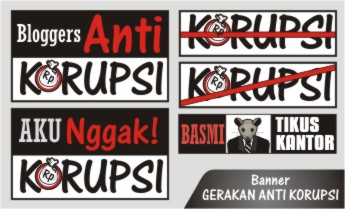 Bloggers Anti
KORUPSI
AKU Nggak!
KORUPSI
KORUPSI
KORUPSI
BASMI TIKUS KANTOR
Banner
GERAKAN ANTI KORUPSI